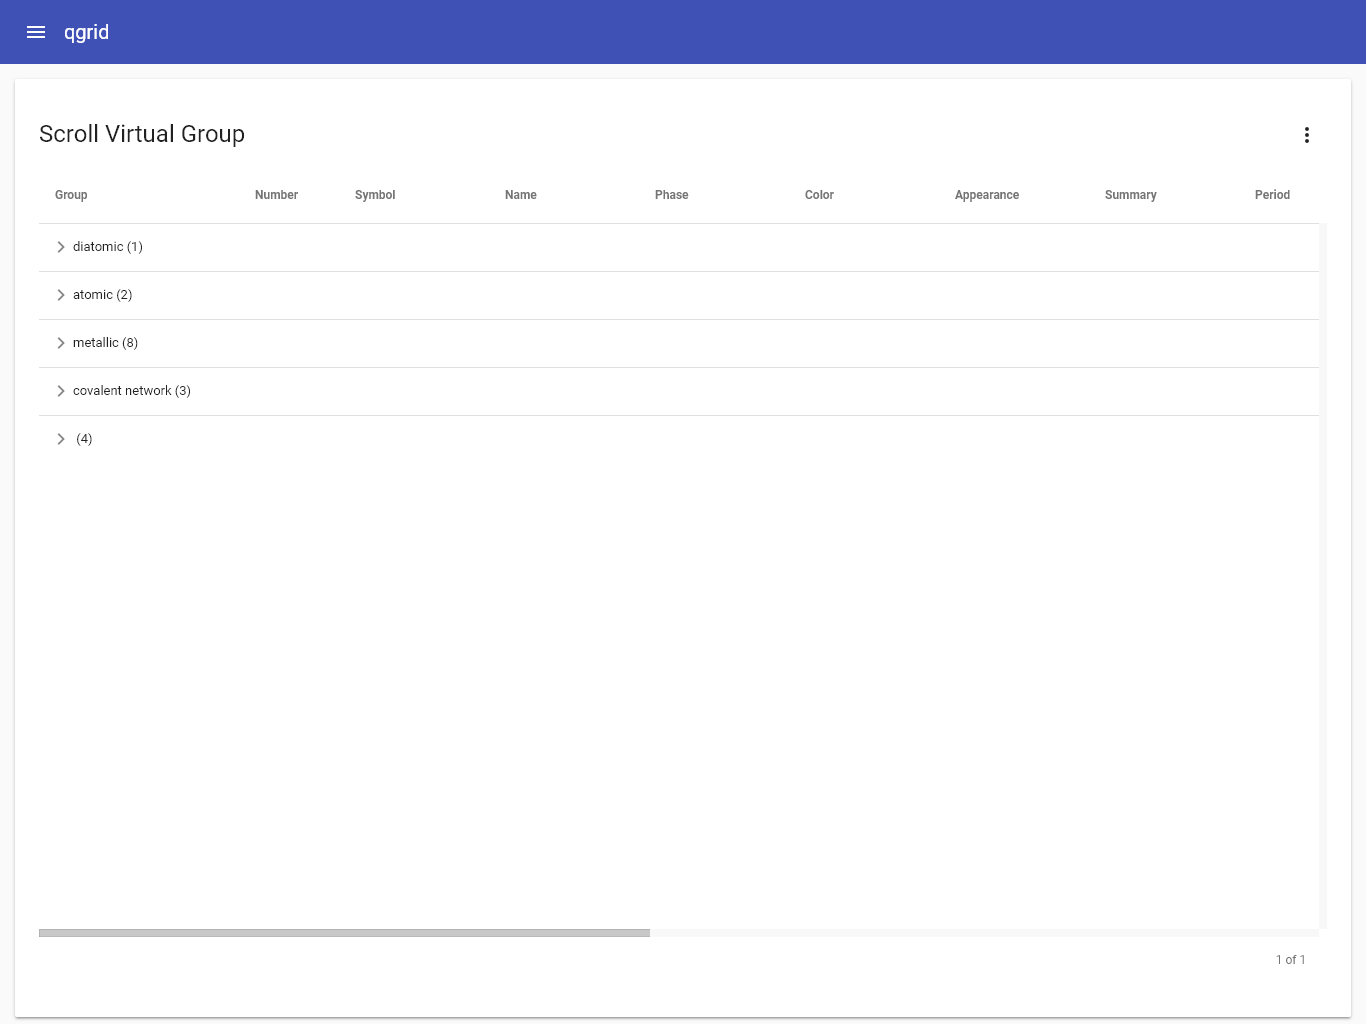 qgrid
Scroll Virtual Group
Group Number Symbol Name Phase Color Appearance Summary Period
diatomic (1)
atomic (2)
metallic (8)
covalent network (3)
(4)
1 of 1